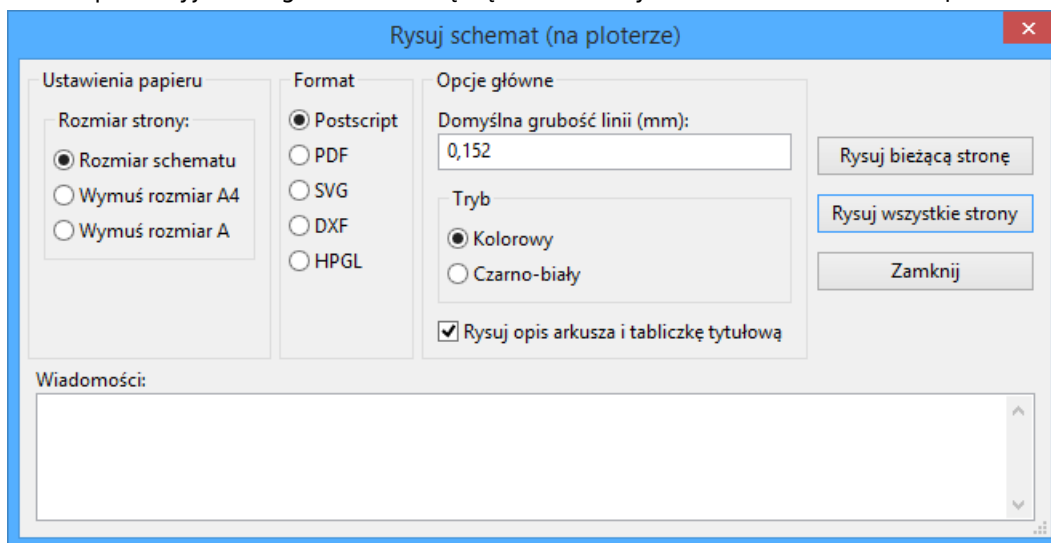 Rysuj schemat (na ploterze)
Ustawienia papieru
Rozmiar strony:
Rozmiar schematu
Wymuś rozmiar A4
Wymuś rozmiar A
Format
Postscript
PDF
SVG
DXF
HPGL
Opcje główne
Domyślna grubość linii (mm):
0,152
Tryb
Kolorowy
Czarno-biały
Rysuj opis arkusza i tabliczkę tytułową
Rysuj bieżącą stronę
Rysuj wszystkie strony
Zamknij
Wiadomości: